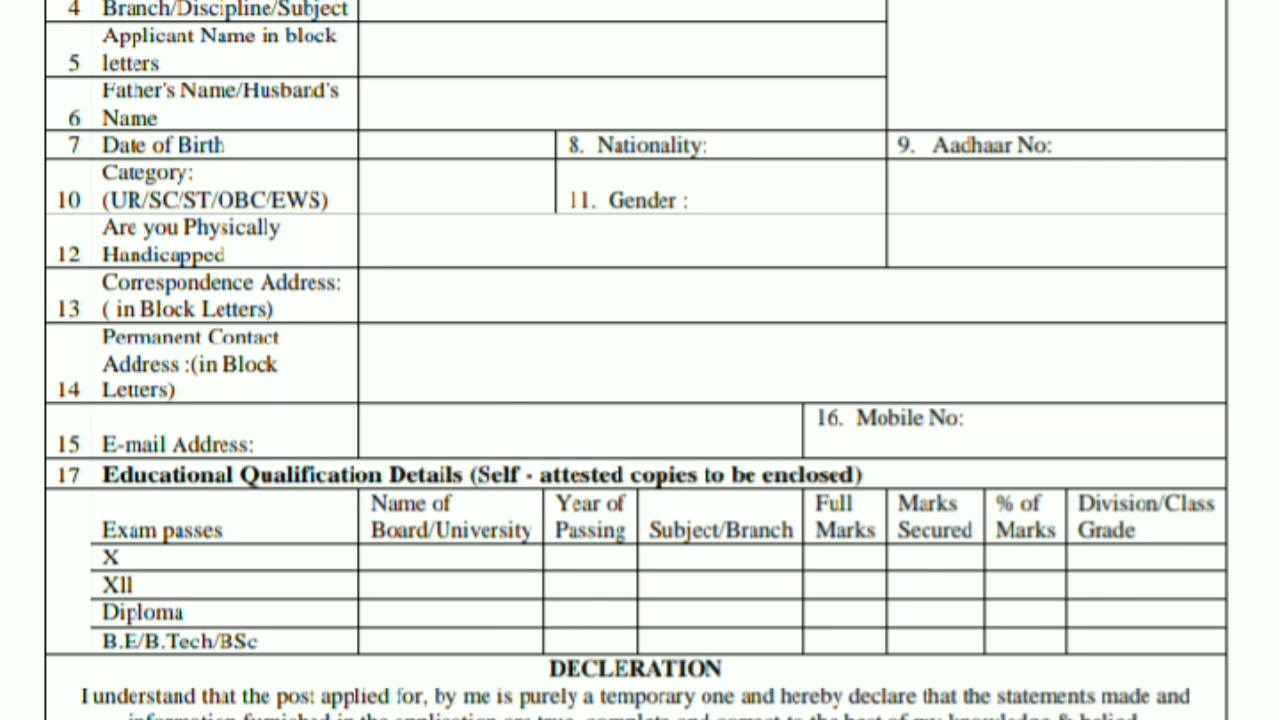 4 Branch/Discipline/Subject
Applicant Name in block
5 letters
Father's Name/Husband's
6 Name
7 Date of Birth 8. Nationality: 9. Aadhaar No:
Category:
10 (UR/SC/ST/OBC/EWS) 11. Gender :
Are you Physically
12 Handicapped
Correspondence Address:
13 ( in Block Letters)
Permanent Contact
Address :(in Block
14 Letters)
16. Mobile No:
15 E-mail Address:
17 Educational Qualification Details (Self - attested copies to be enclosed)
Name of Year of Full Marks % of Division/Class
Exam passes Board/University Passing Subject/Branch Marks Secured Marks Grade
X
XII
Diploma
B.E/B.Tech/BSc
DECLERATION
I understand that the post applied for, by me is purely a temporary one and hereby declare that the statements made and
information furnished in the application are true, complete and correct to the best of my knowledge & belief.